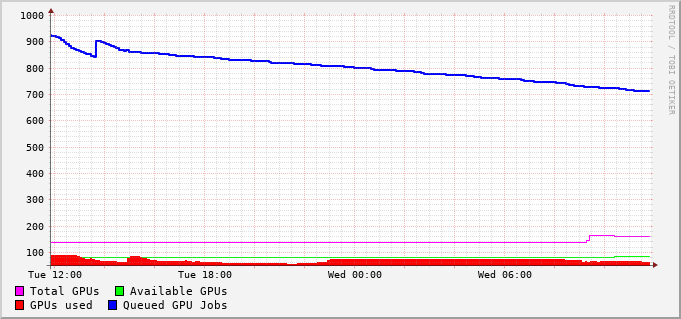 1000
900
800
700
600
500
400
300
200
100
Tue 12:00 Tue 18:00 Wed 00:00 Wed 06:00
Total GPUs Available GPUs
GPUs used Queued GPU Jobs
RRDTOOL / TOBI OETIKER